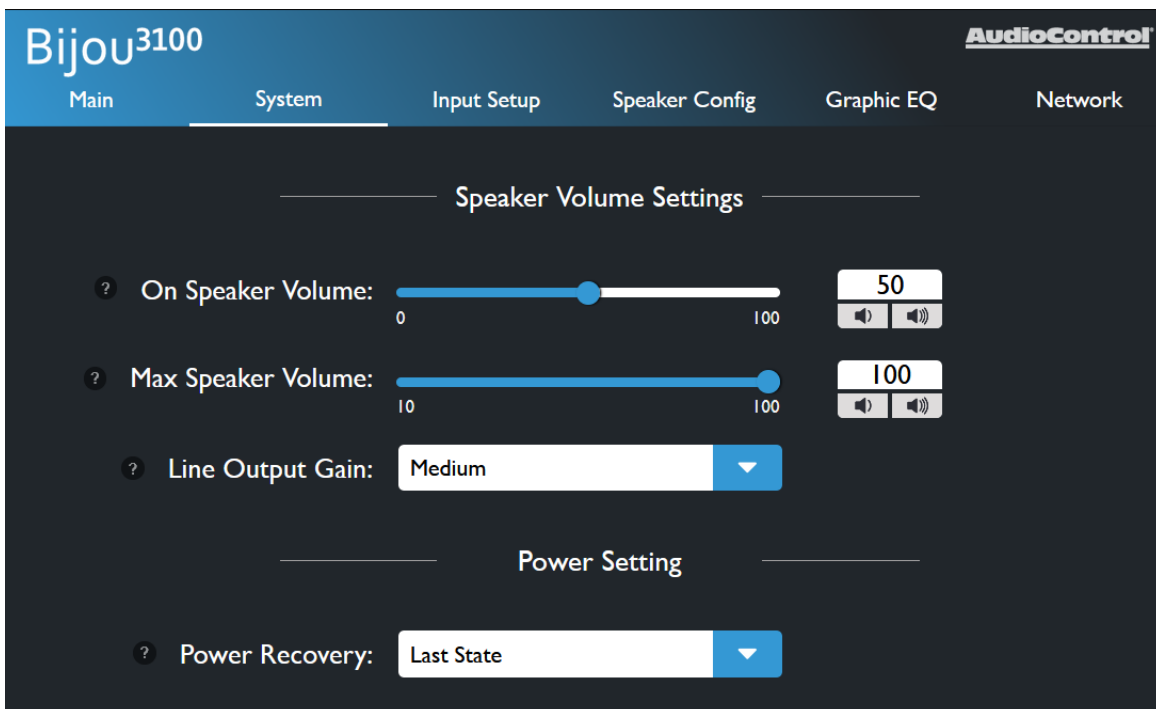 Bijou3100
AudioControl
Main System Input Setup Speaker Config Graphic EQ Network
Speaker Volume Settings
? On Speaker Volume: 50
0 100
? Max Speaker Volume: 100
10 100
? Line Output Gain: Medium
Power Setting
? Power Recovery: Last State